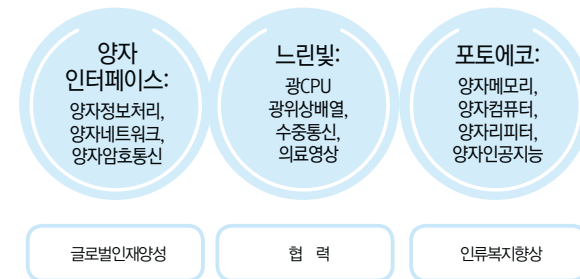 양자
인터페이스:
양자정보처리,
양자네트워크,
양자암호통신
느린빛:
광CPU
광위상배열,
수중통신,
의료영상
포토에코:
양자메모리,
양자컴퓨터,
양자리피터,
양자인공지능
글로벌인재양성
협 력
인류복지향상